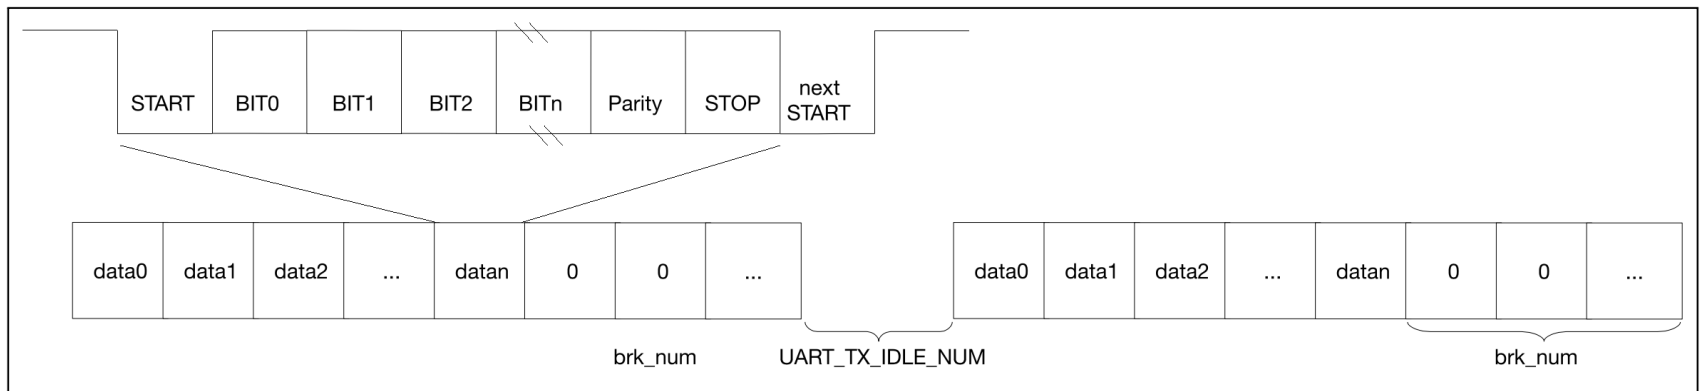 START BIT0 BIT1 BIT2 BITn Parity STOP next START
data0 data1 data2 ... datan 0 0 ... data0 data1 data2 ... datan 0 0 ...
brk_num UART_TX_IDLE_NUM brk_num